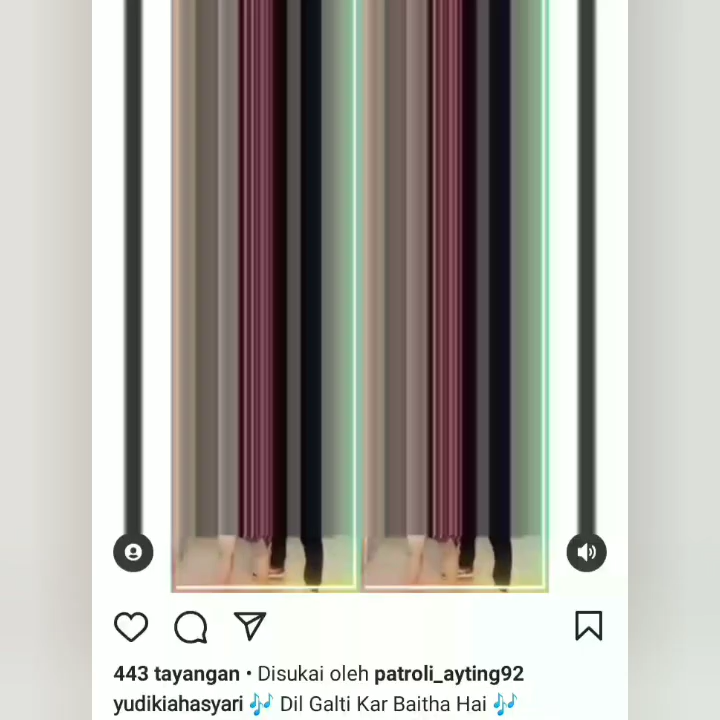 443 tayangan • Disukai oleh patroli_ayting92
yudikiahasyari 🎶 Dil Galti Kar Baitha Hai 🎶